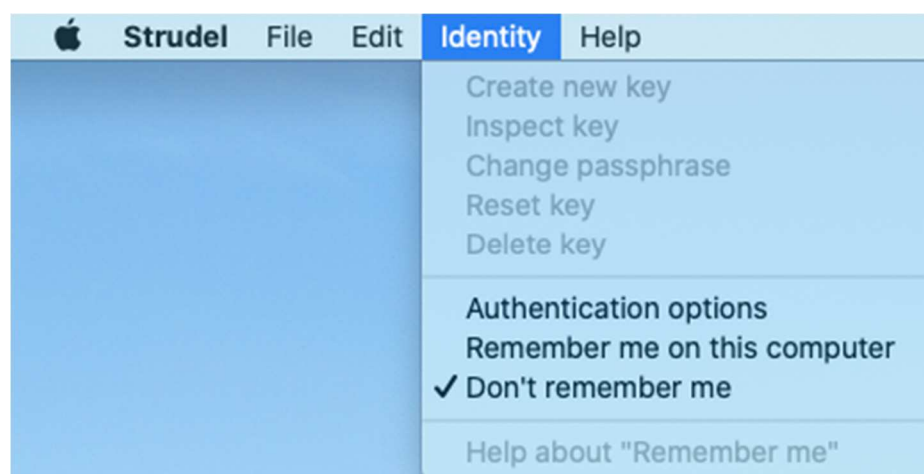 Strudel File Edit Identity Help
Create new key
Inspect key
Change passphrase
Reset key
Delete key
Authentication options
Remember me on this computer
✓ Don't remember me
Help about "Remember me"